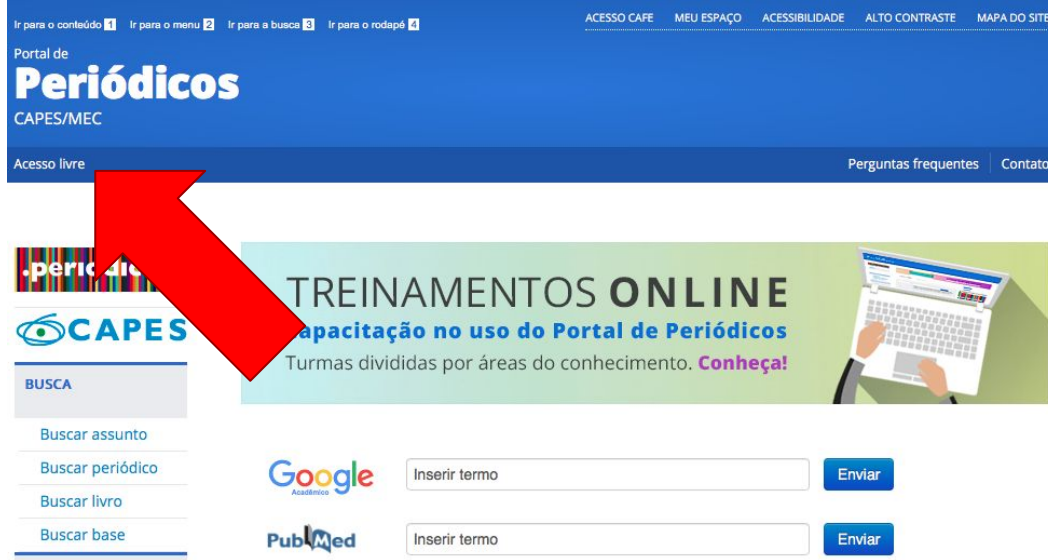 Ir para o conteúdo 1 Ir para o menu 2 Ir para a busca 3 Ir para o rodapé 4
ACESSO CAFE MEU ESPAÇO ACESSIBILIDADE ALTO CONTRASTE MAPA DO SITE
Portal de
Periódicos
CAPES/MEC
Acesso livre
Perguntas frequentes Contato
CAPES
TREINAMENTOS ONLINE
capacitação no uso do Portal de Periódicos
Turmas divididas por áreas do conhecimento. Conheça!
BUSCA
Buscar assunto
Buscar periódico
Buscar livro
Buscar base
Google Acadêmico
Inserir termo
Enviar
PubMed
Inserir termo
Enviar